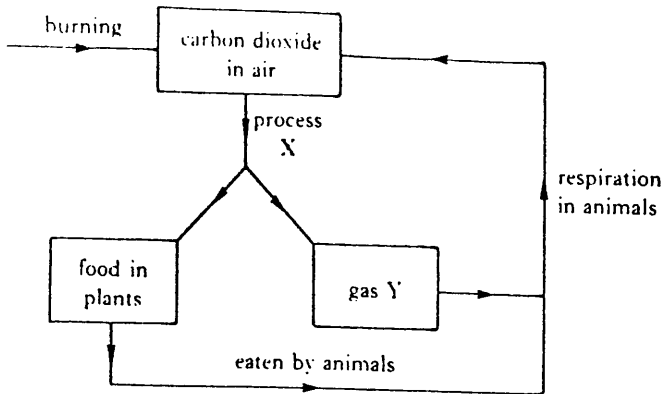 burning
carbon dioxide
in air
process
X
respiration
in animals
food in
plants
gas Y
eaten by animals